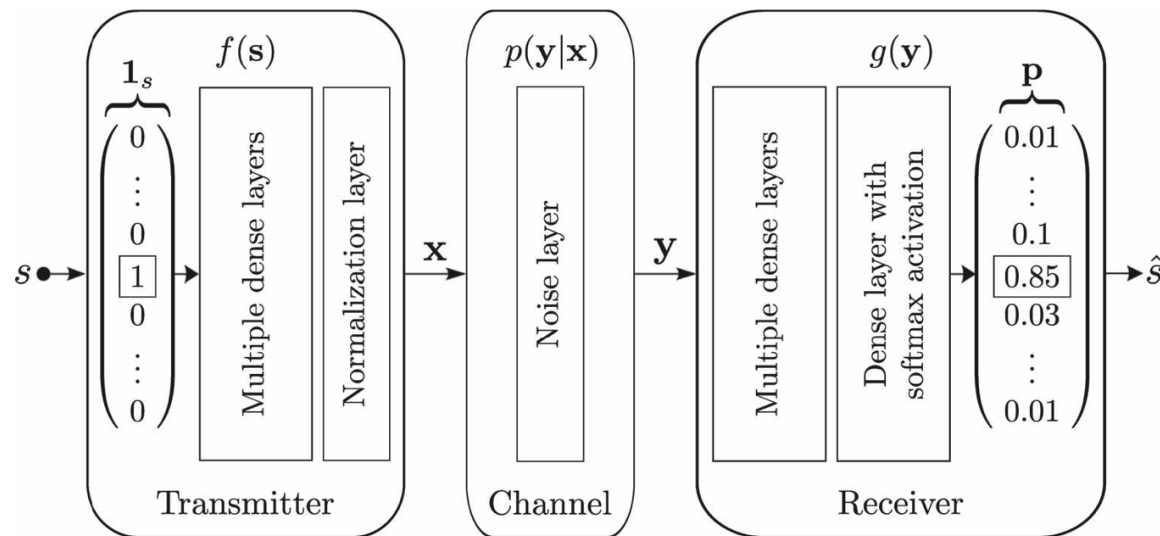 f(s)
p(y|x)
g(y)
1_s
p
0
⋮
0
1
0
⋮
0
s
Multiple dense layers
Normalization layer
x
Noise layer
y
Multiple dense layers
Dense layer with
softmax activation
0.01
⋮
0.1
0.85
0.03
⋮
0.01
ŝ
Transmitter
Channel
Receiver